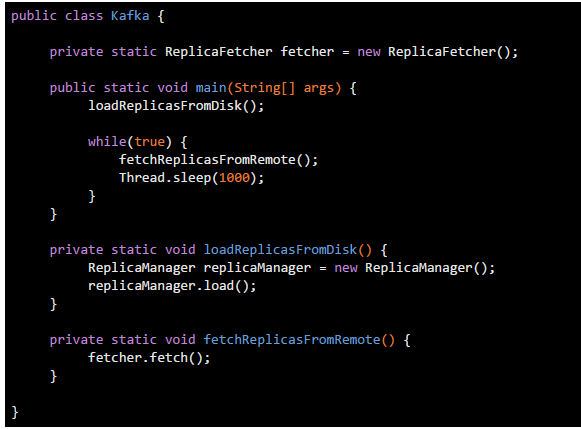 public class Kafka {
private static ReplicaFetcher fetcher = new ReplicaFetcher();
public static void main(String[] args) {
loadReplicasFromDisk();
while(true) {
fetchReplicasFromRemote();
Thread.sleep(1000);
}
}
private static void loadReplicasFromDisk() {
ReplicaManager replicaManager = new ReplicaManager();
replicaManager.load();
}
private static void fetchReplicasFromRemote() {
fetcher.fetch();
}
}